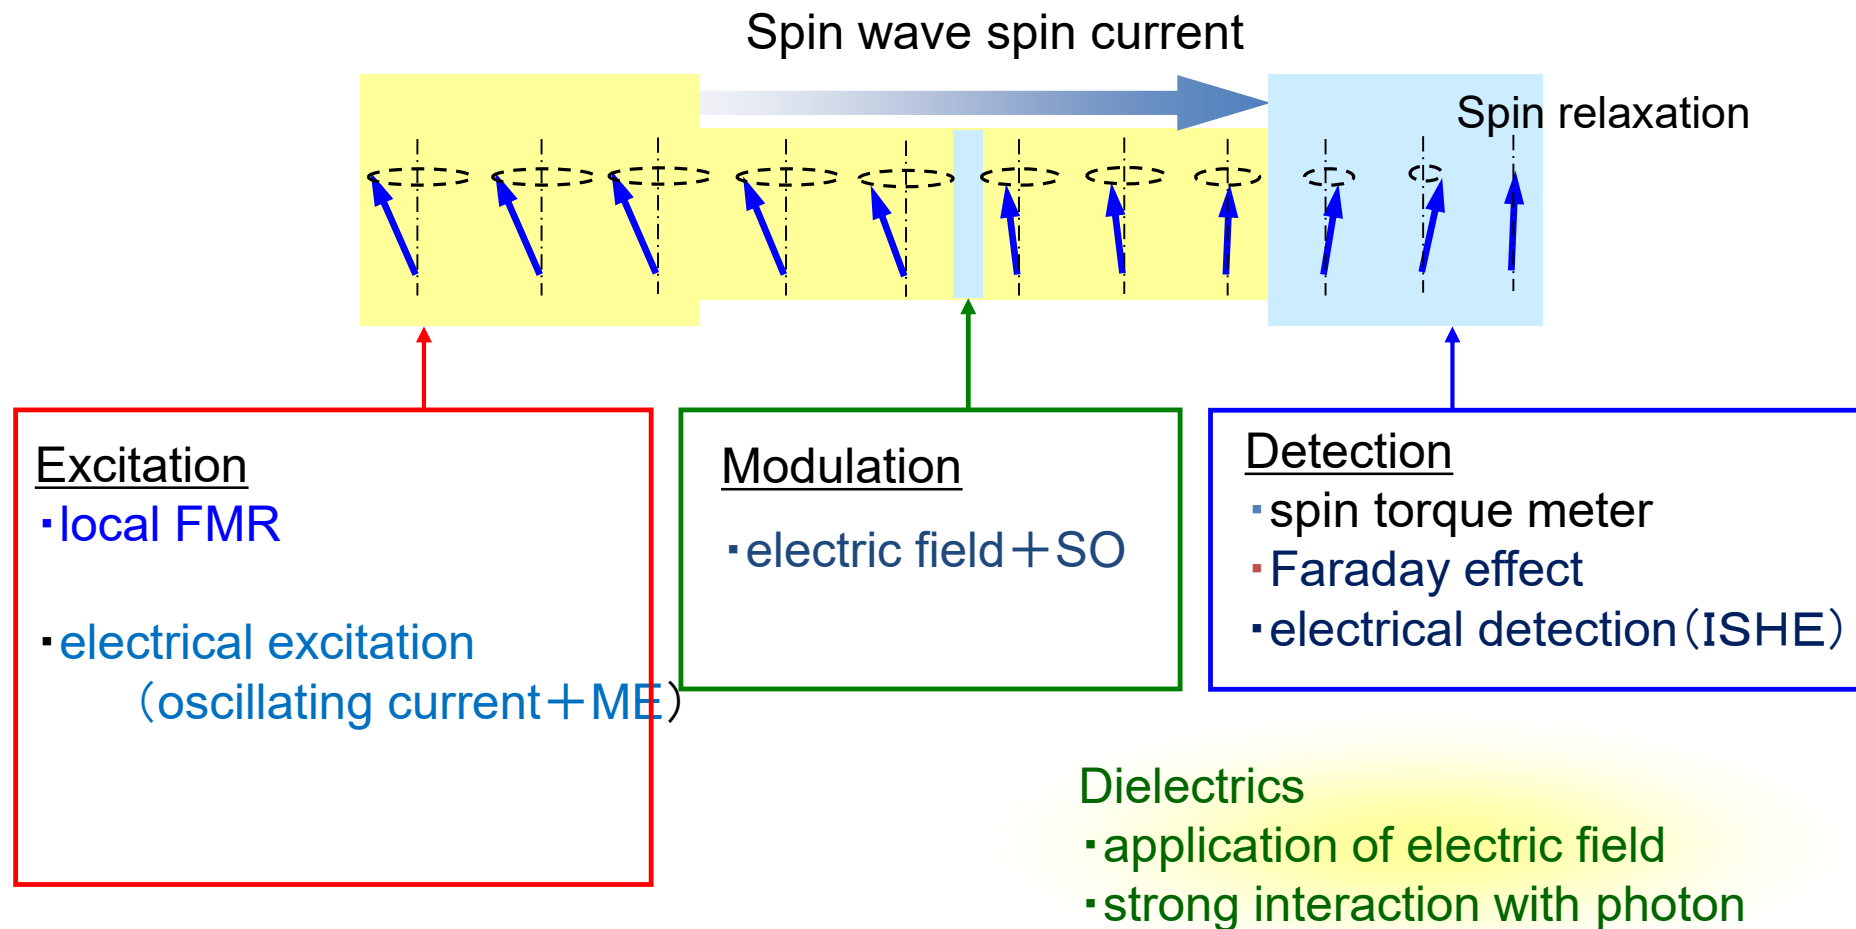 Spin wave spin current
Spin relaxation
Excitation
・local FMR
・electrical excitation
（oscillating current＋ME）
Modulation
・electric field＋SO
Detection
・spin torque meter
・Faraday effect
・electrical detection（ISHE）
Dielectrics
・application of electric field
・strong interaction with photon